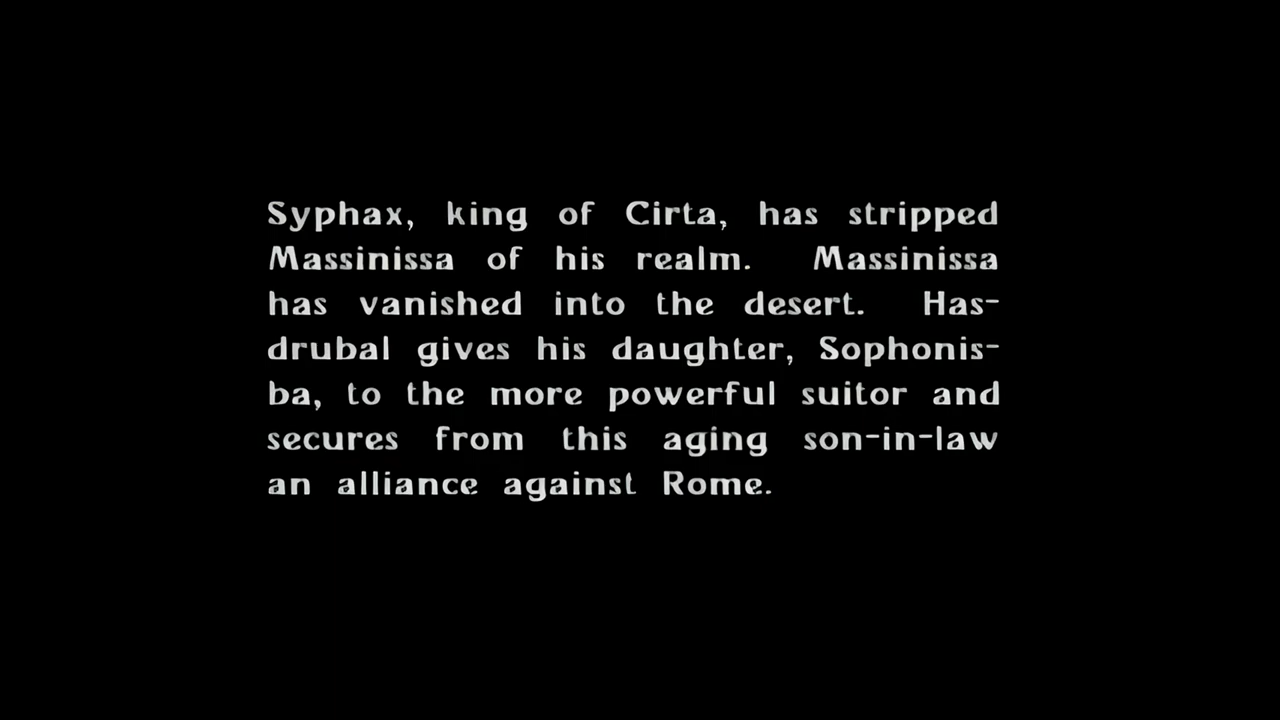 Syphax, king of Cirta, has stripped
Massinissa of his realm. Massinissa
has vanished into the desert. Has-
drubal gives his daughter, Sophonis-
ba, to the more powerful suitor and
secures from this aging son-in-law
an alliance against Rome.